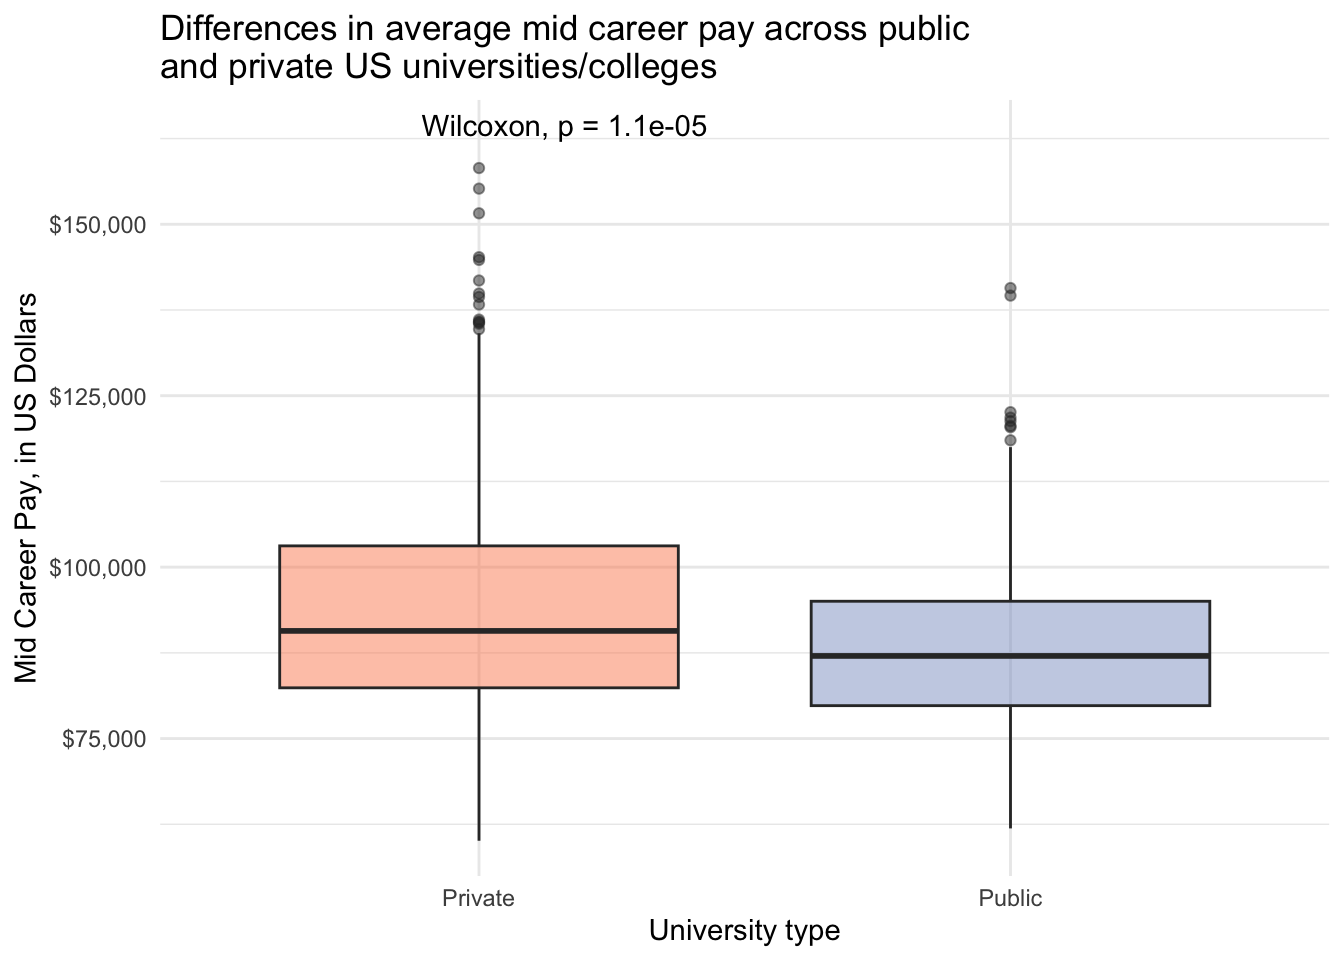 Differences in average mid career pay across public
and private US universities/colleges
Wilcoxon, p = 1.1e-05
Mid Career Pay, in US Dollars
$150,000
$125,000
$100,000
$75,000
Private
Public
University type